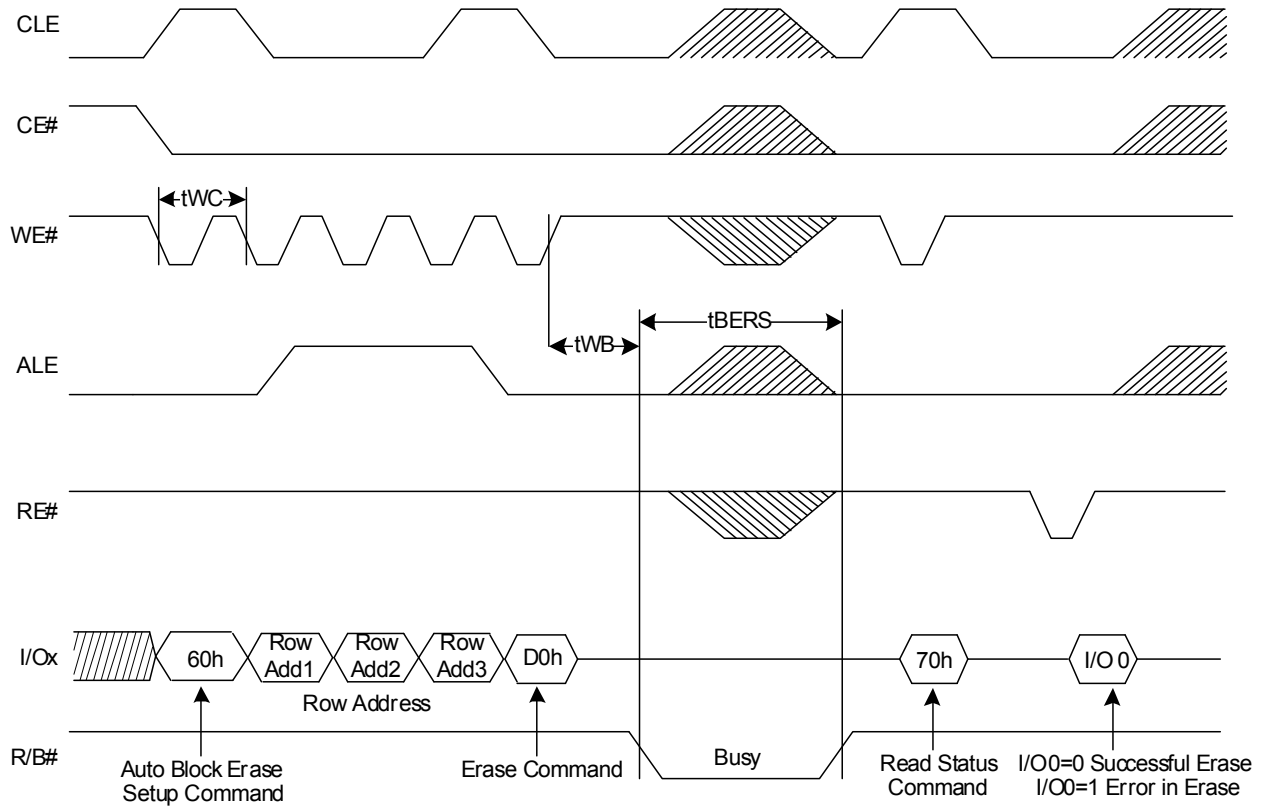 CLE
CE#
tWC
WE#
tBERS
tWB
ALE
RE#
I/Ox
60h
Row
Add1
Row
Add2
Row
Add3
D0h
70h
I/O 0
Row Address
R/B#
Busy
Auto Block Erase
Setup Command
Erase Command
Read Status
Command
I/O0=0 Successful Erase
I/O0=1 Error in Erase